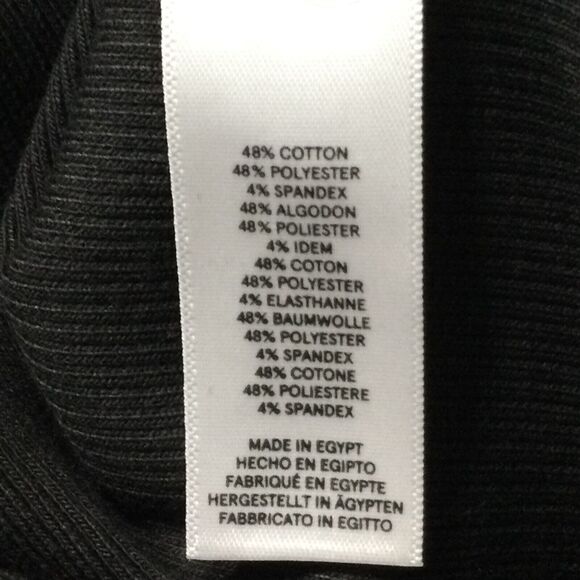 48% COTTON
48% POLYESTER
4% SPANDEX
48% ALGODON
48% POLIESTER
4% IDEM
48% COTON
48% POLYESTER
4% ELASTHANNE
48% BAUMWOLLE
48% POLYESTER
4% SPANDEX
48% COTONE
48% POLIESTERE
4% SPANDEX
MADE IN EGYPT
HECHO EN EGIPTO
FABRIQUÉ EN EGYPTE
HERGESTELLT IN ÄGYPTEN
FABBRICATO IN EGITTO